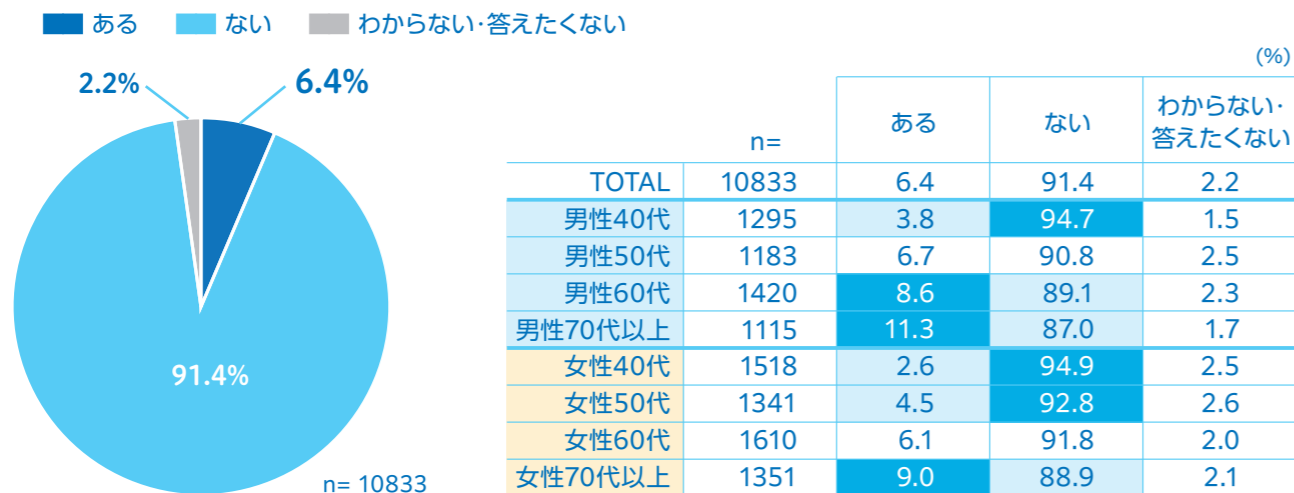 ある ない わからない・答えたくない
2.2% 6.4%
91.4%
n= 10833
(%)
n= ある ない わからない・
答えたくない
TOTAL 10833 6.4 91.4 2.2
男性40代 1295 3.8 94.7 1.5
男性50代 1183 6.7 90.8 2.5
男性60代 1420 8.6 89.1 2.3
男性70代以上 1115 11.3 87.0 1.7
女性40代 1518 2.6 94.9 2.5
女性50代 1341 4.5 92.8 2.6
女性60代 1610 6.1 91.8 2.0
女性70代以上 1351 9.0 88.9 2.1